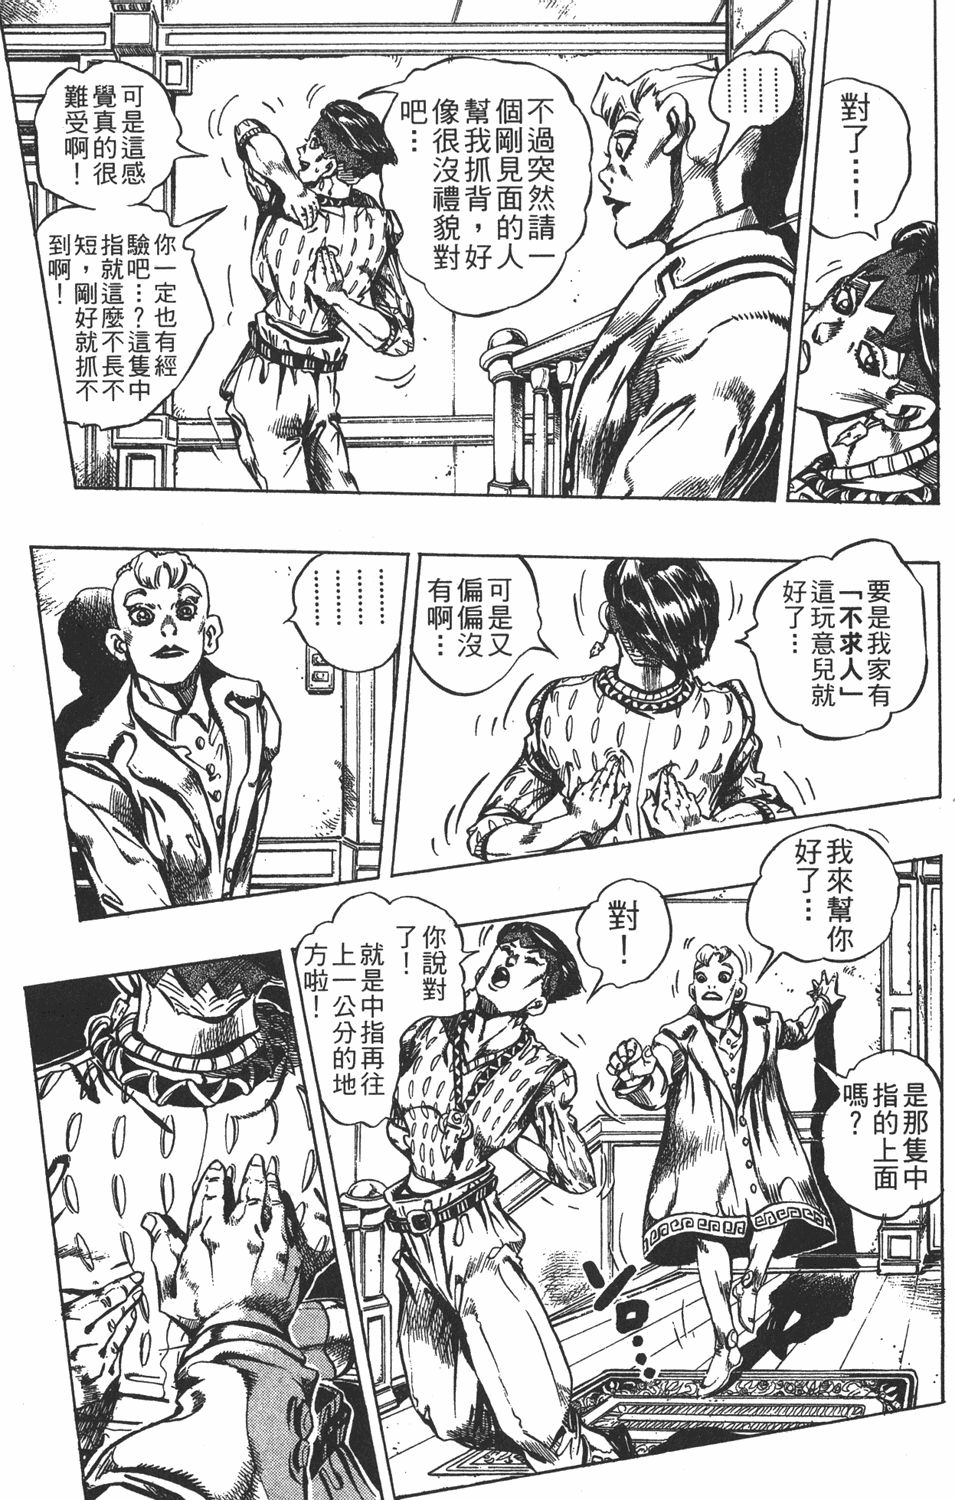 對了…！
………
………
不過突然請一
個剛見面的人
幫我抓背，好
像很沒禮貌對
吧…
可是這感
覺真的很
難受啊！
你一定也有經
驗吧…？這隻中
指就這麼不長不
短，剛好就抓不
到啊！
要是我家有
「不求人」
這玩意兒就
好了…
可是又
偏偏沒
有啊…
………
………
我來幫你
好了…
是那隻中
指的上面
嗎？
對！
你說對
了！
就是中指再往
上一公分的地
方啦！